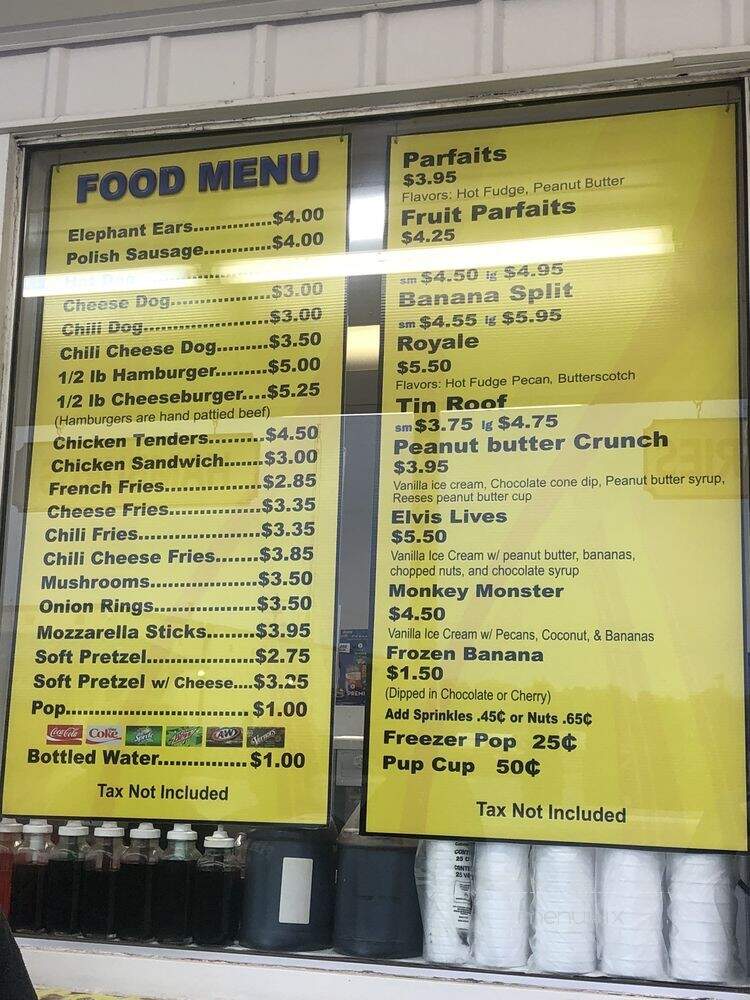 FOOD MENU
Elephant Ears..............$4.00
Polish Sausage............$4.00
Hot Dog
Cheese Dog.................$3.00
Chili Dog......................$3.00
Chili Cheese Dog.........$3.50
1/2 lb Hamburger.........$5.00
1/2 lb Cheeseburger....$5.25
(Hamburgers are hand pattied beef)
Chicken Tenders..........$4.50
Chicken Sandwich.......$3.00
French Fries.................$2.85
Cheese Fries................$3.35
Chili Fries.....................$3.35
Chili Cheese Fries.......$3.85
Mushrooms...................$3.50
Onion Rings..................$3.50
Mozzarella Sticks.........$3.95
Soft Pretzel...................$2.75
Soft Pretzel w/ Cheese....$3.25
Pop................................$1.00
Coca-Cola Coke Sprite A&W Vernors
Bottled Water................$1.00
Tax Not Included
Parfaits
$3.95
Flavors: Hot Fudge, Peanut Butter
Fruit Parfaits
$4.25
sm $4.50 lg $4.95
Banana Split
sm $4.55 lg $5.95
Royale
$5.50
Flavors: Hot Fudge Pecan, Butterscotch
Tin Roof
sm $3.75 lg $4.75
Peanut butter Crunch
$3.95
Vanilla ice cream, Chocolate cone dip, Peanut butter syrup,
Reeses peanut butter cup
Elvis Lives
$5.50
Vanilla Ice Cream w/ peanut butter, bananas,
chopped nuts, and chocolate syrup
Monkey Monster
$4.50
Vanilla Ice Cream w/ Pecans, Coconut, & Bananas
Frozen Banana
$1.50
(Dipped in Chocolate or Cherry)
Add Sprinkles .45¢ or Nuts .65¢
Freezer Pop 25¢
Pup Cup 50¢
Tax Not Included